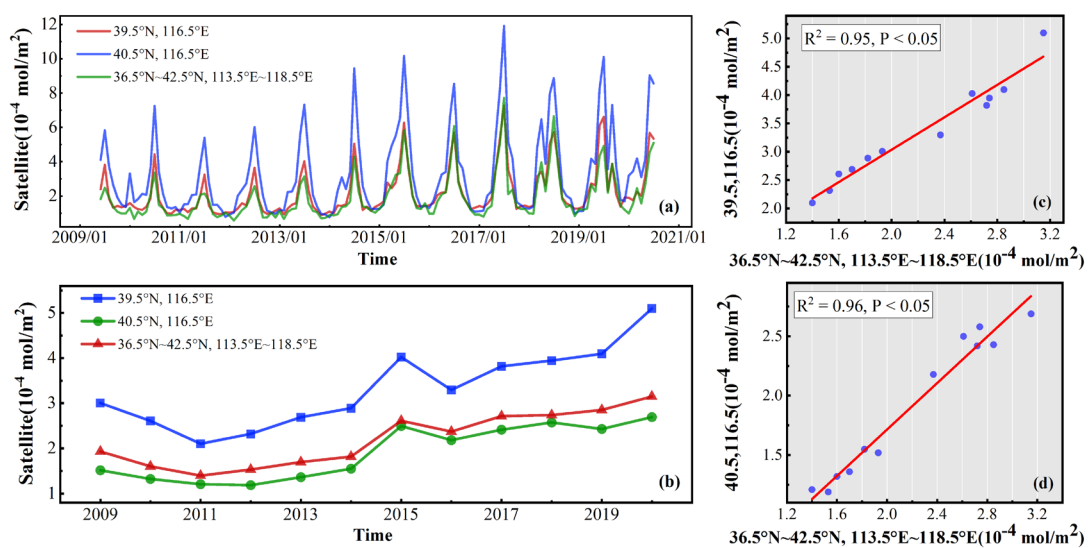 12
10
8
6
4
2
Satellite(10⁻⁴ mol/m²)
39.5°N, 116.5°E
40.5°N, 116.5°E
36.5°N~42.5°N, 113.5°E~118.5°E
(a)
2009/01 2011/01 2013/01 2015/01 2017/01 2019/01 2021/01
Time
5.0
4.5
4.0
3.5
3.0
2.5
2.0
39.5,116.5(10⁻⁴ mol/m²)
R² = 0.95, P < 0.05
(c)
1.2 1.6 2.0 2.4 2.8 3.2
36.5°N~42.5°N, 113.5°E~118.5°E(10⁻⁴ mol/m²)
5
4
3
2
1
Satellite(10⁻⁴ mol/m²)
39.5°N, 116.5°E
40.5°N, 116.5°E
36.5°N~42.5°N, 113.5°E~118.5°E
(b)
2009 2011 2013 2015 2017 2019
Time
2.5
2.0
1.5
40.5,116.5(10⁻⁴ mol/m²)
R² = 0.96, P < 0.05
(d)
1.2 1.6 2.0 2.4 2.8 3.2
36.5°N~42.5°N, 113.5°E~118.5°E(10⁻⁴ mol/m²)